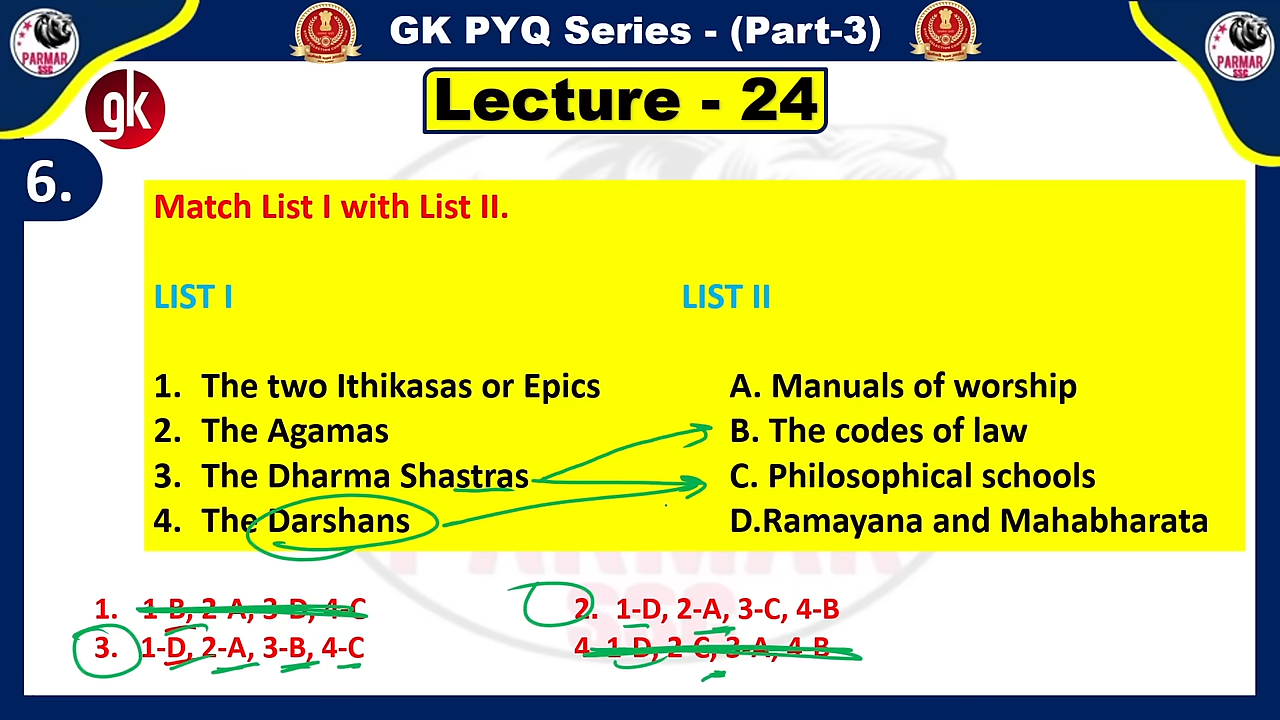 GK PYQ Series - (Part-3)
PARMAR
SSC
PARMAR
SSC
gk
Lecture - 24
6.
Match List I with List II.
LIST I LIST II
1. The two Ithikasas or Epics A. Manuals of worship
2. The Agamas B. The codes of law
3. The Dharma Shastras C. Philosophical schools
4. The Darshans D.Ramayana and Mahabharata
PARMAR
SSC
1. 1-B, 2-A, 3-D, 4-C 2. 1-D, 2-A, 3-C, 4-B
3. 1-D, 2-A, 3-B, 4-C 4. 1-D, 2-C, 3-A, 4-B